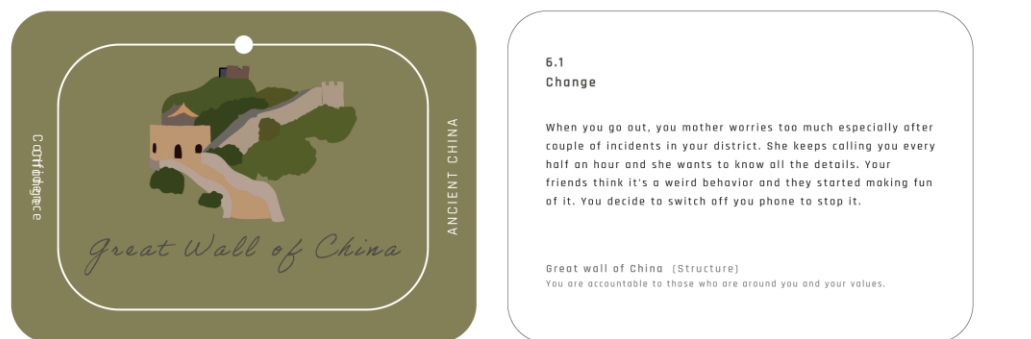 ANCIENT CHINA
Great Wall of China
6.1
Change
When you go out, you mother worries too much especially after
couple of incidents in your district. She keeps calling you every
half an hour and she wants to know all the details. Your
friends think it's a weird behavior and they started making fun
of it. You decide to switch off you phone to stop it.
Great wall of China (Structure)
You are accountable to those who are around you and your values.